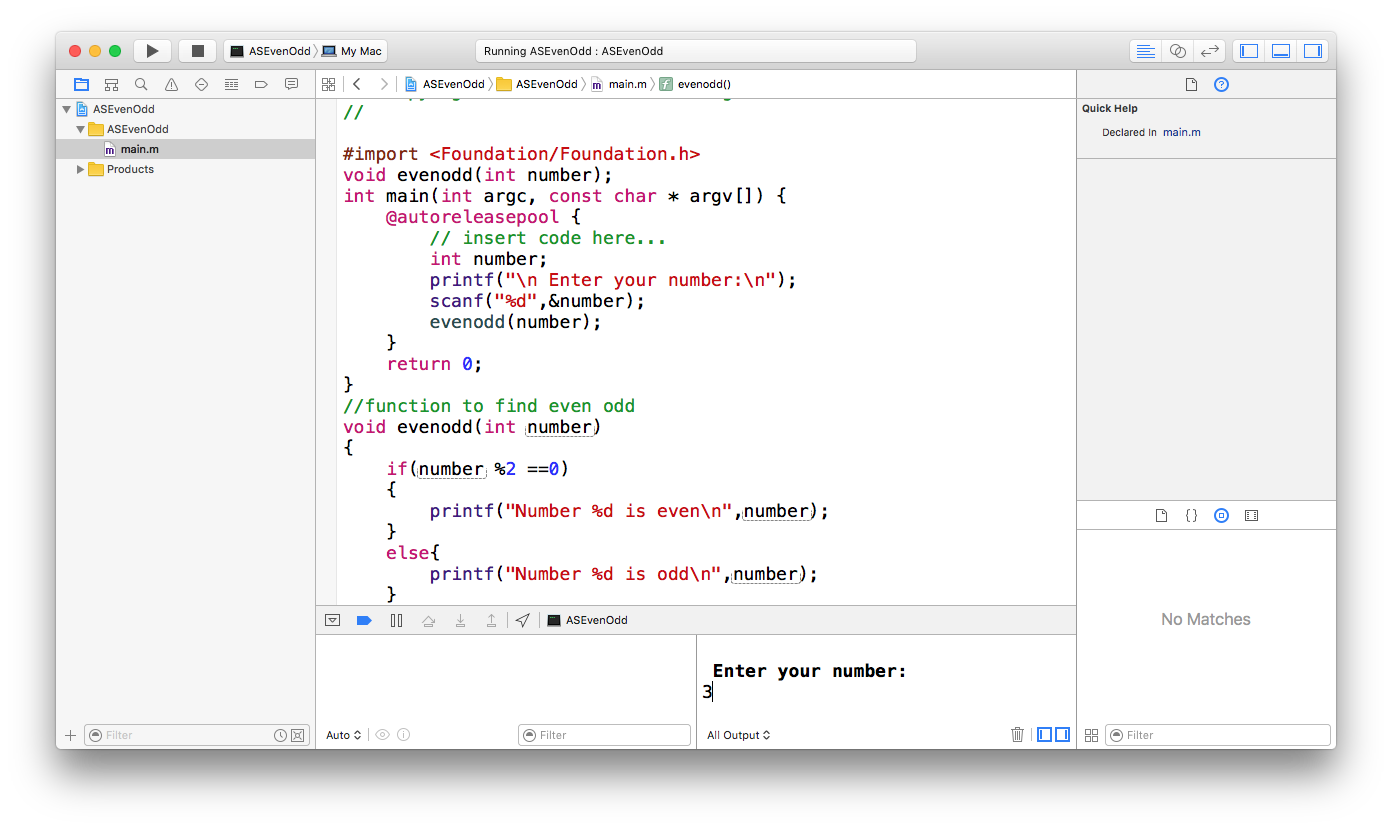 ASEvenOdd My Mac Running ASEvenOdd : ASEvenOdd
ASEvenOdd ASEvenOdd main.m evenodd()
ASEvenOdd
ASEvenOdd
main.m
Products
//

#import <Foundation/Foundation.h>
void evenodd(int number);
int main(int argc, const char * argv[]) {
    @autoreleasepool {
        // insert code here...
        int number;
        printf("\n Enter your number:\n");
        scanf("%d",&number);
        evenodd(number);
    }
    return 0;
}
//function to find even odd
void evenodd(int number)
{
    if(number %2 ==0)
    {
        printf("Number %d is even\n",number);
    }
    else{
        printf("Number %d is odd\n",number);
    }
Quick Help
Declared In main.m
No Matches
ASEvenOdd
Enter your number:
3
Filter
Auto
Filter
All Output
Filter